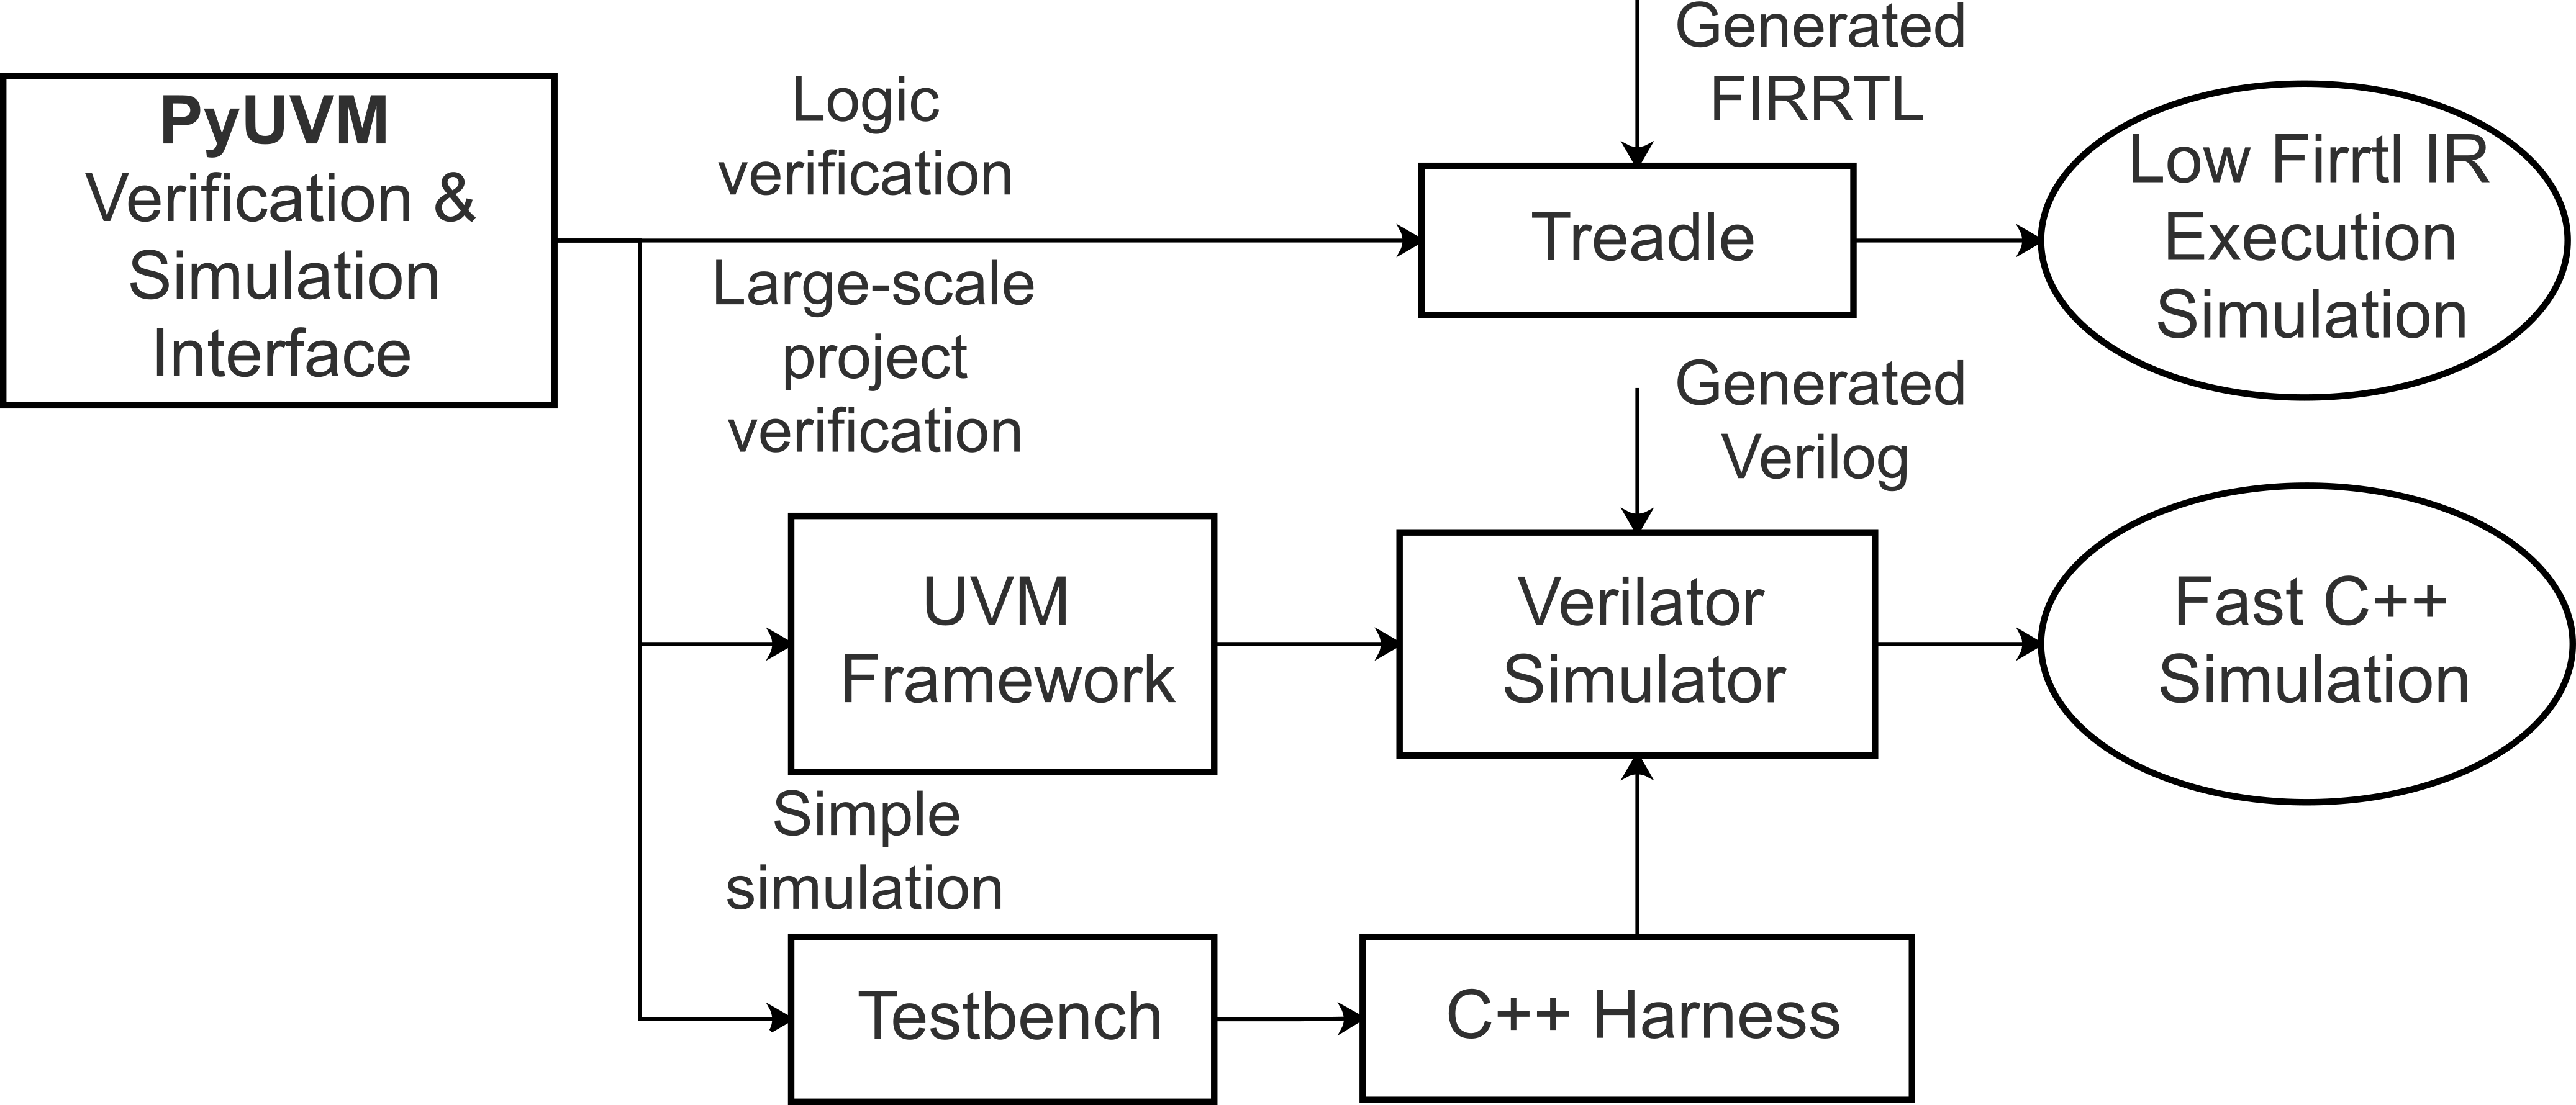 PyUVM
Verification &
Simulation
Interface
Logic
verification
Generated
FIRRTL
Treadle
Low Firrtl IR
Execution
Simulation
Large-scale
project
verification
Generated
Verilog
UVM
Framework
Verilator
Simulator
Fast C++
Simulation
Simple
simulation
Testbench
C++ Harness